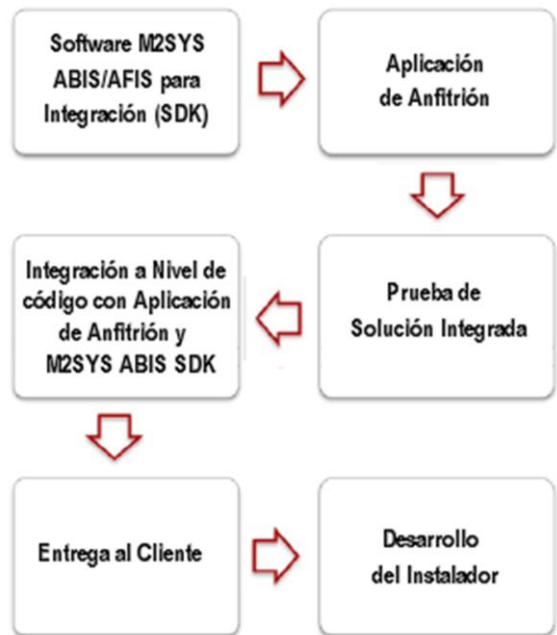 Software M2SYS
ABIS/AFIS para
Integración (SDK)
Aplicación
de Anfitrión
Prueba de
Solución Integrada
Integración a Nivel de
código con Aplicación
de Anfitrión y
M2SYS ABIS SDK
Entrega al Cliente
Desarrollo
del Instalador